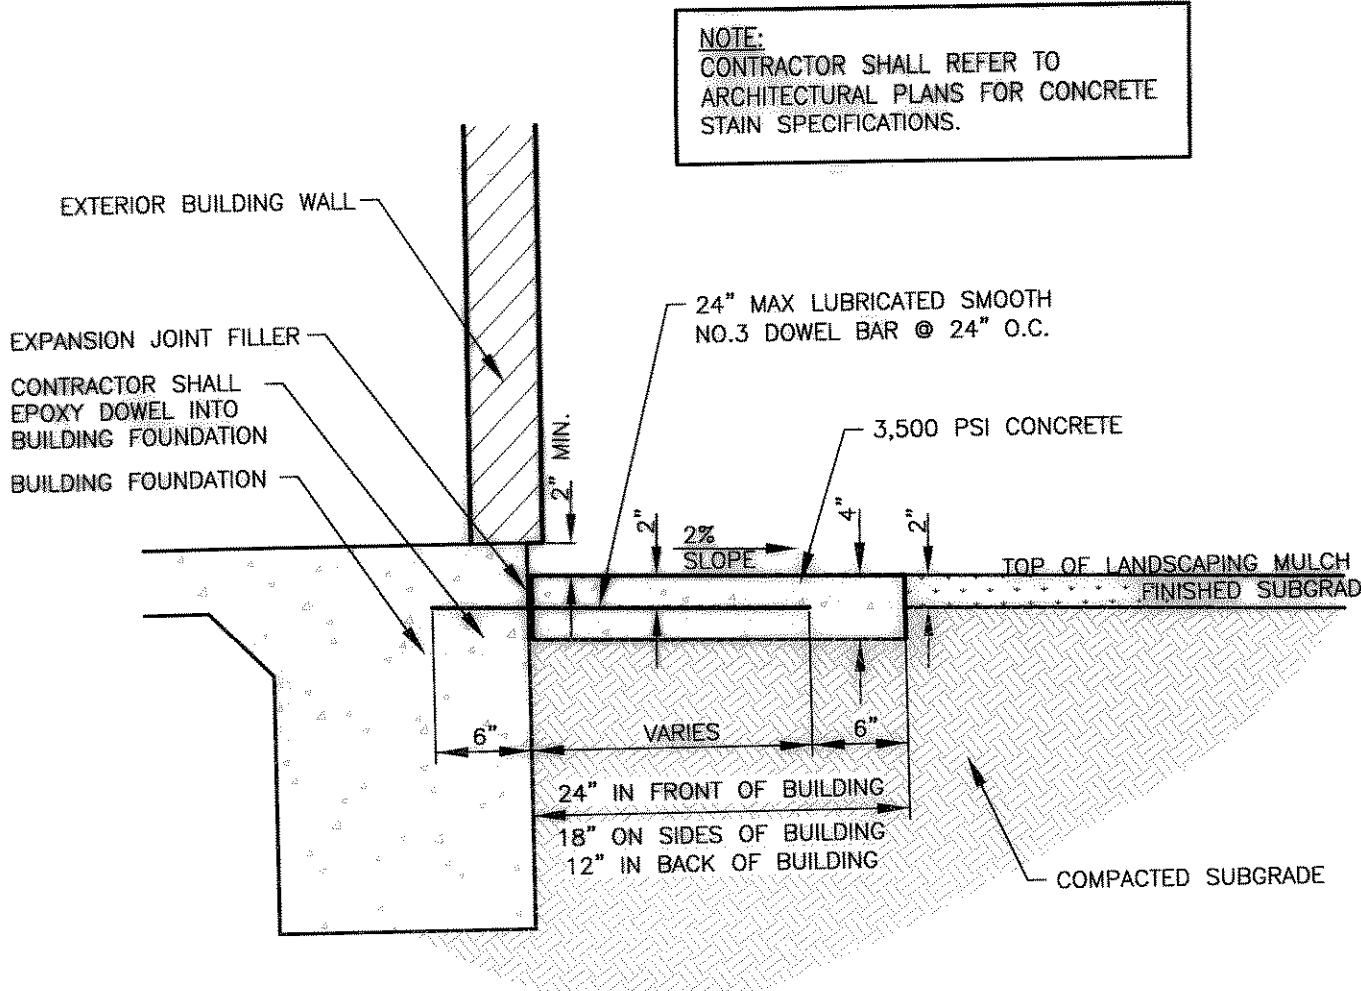 NOTE:
CONTRACTOR SHALL REFER TO
ARCHITECTURAL PLANS FOR CONCRETE
STAIN SPECIFICATIONS.
EXTERIOR BUILDING WALL
24" MAX LUBRICATED SMOOTH
NO.3 DOWEL BAR @ 24" O.C.
EXPANSION JOINT FILLER
CONTRACTOR SHALL
EPOXY DOWEL INTO
BUILDING FOUNDATION
BUILDING FOUNDATION
2" MIN.
3,500 PSI CONCRETE
2"
2%
SLOPE
4"
2"
TOP OF LANDSCAPING MULCH
FINISHED SUBGRAD
6"
VARIES
6"
24" IN FRONT OF BUILDING
18" ON SIDES OF BUILDING
12" IN BACK OF BUILDING
COMPACTED SUBGRADE